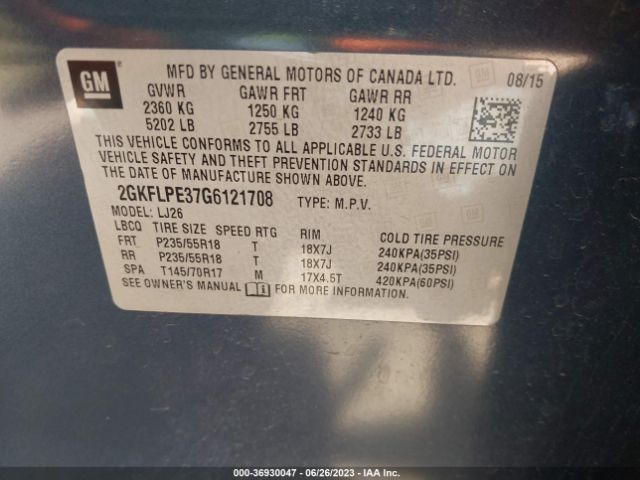 GM
MFD BY GENERAL MOTORS OF CANADA LTD. 08/15
GVWR GAWR FRT GAWR RR
2360 KG 1250 KG 1240 KG
5202 LB 2755 LB 2733 LB
THIS VEHICLE CONFORMS TO ALL APPLICABLE U.S. FEDERAL MOTOR
VEHICLE SAFETY AND THEFT PREVENTION STANDARDS IN EFFECT ON
THE DATE OF MANUFACTURE SHOWN ABOVE.
2GKFLPE37G6121708 TYPE: M.P.V.
MODEL: LJ26
LBCQ TIRE SIZE SPEED RTG RIM COLD TIRE PRESSURE
FRT P235/55R18 T 18X7J 240KPA(35PSI)
RR P235/55R18 T 18X7J 240KPA(35PSI)
SPA T145/70R17 M 17X4.5T 420KPA(60PSI)
SEE OWNER'S MANUAL FOR MORE INFORMATION.
000-36930047 - 06/26/2023 - IAA Inc.